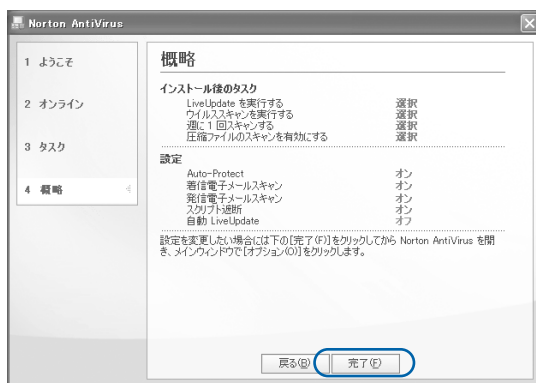 Norton AntiVirus
1 ようこそ
2 オンライン
3 タスク
4 概略
概略
インストール後のタスク
LiveUpdate を実行する 選択
ウイルススキャンを実行する 選択
週に 1 回スキャンする 選択
圧縮ファイルのスキャンを有効にする 選択
設定
Auto-Protect オン
着信電子メールスキャン オン
発信電子メールスキャン オン
スクリプト遮断 オン
自動 LiveUpdate オフ
設定を変更したい場合には下の[完了(F)]をクリックしてから Norton AntiVirus を開
き、メインウィンドウで[オプション(O)]をクリックします。
戻る(B) 完了(F)